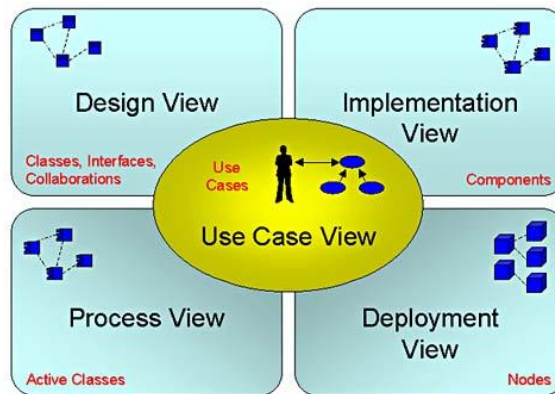 Design View
Classes, Interfaces,
Collaborations
Implementation
View
Components
Use
Cases
Use Case View
Process View
Active Classes
Deployment
View
Nodes